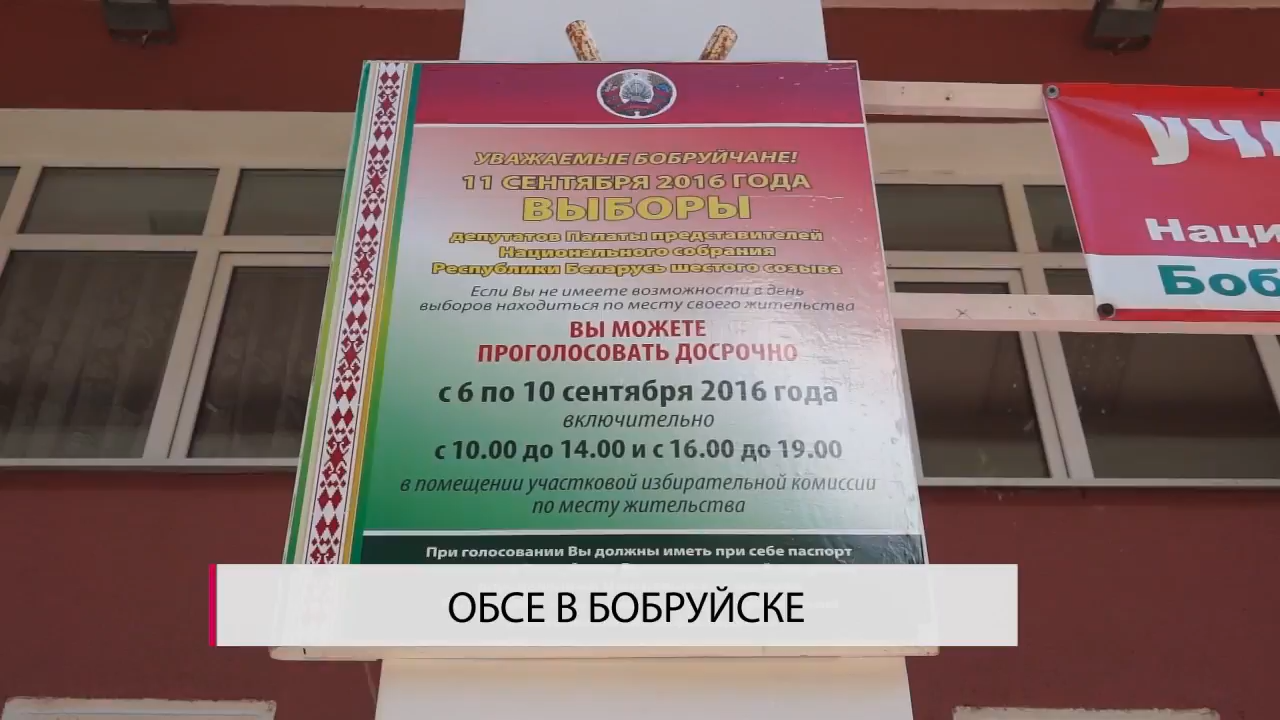 УВАЖАЕМЫЕ БОБРУЙЧАНЕ!
11 СЕНТЯБРЯ 2016 ГОДА
ВЫБОРЫ
депутатов Палаты представителей
Национального собрания
Республики Беларусь шестого созыва
Если Вы не имеете возможности в день
выборов находиться по месту своего жительства
ВЫ МОЖЕТЕ
ПРОГОЛОСОВАТЬ ДОСРОЧНО
с 6 по 10 сентября 2016 года
включительно
с 10.00 до 14.00 и с 16.00 до 19.00
в помещении участковой избирательной комиссии
по месту жительства
При голосовании Вы должны иметь при себе паспорт
УЧ
Наци
Боб
ОБСЕ В БОБРУЙСКЕ